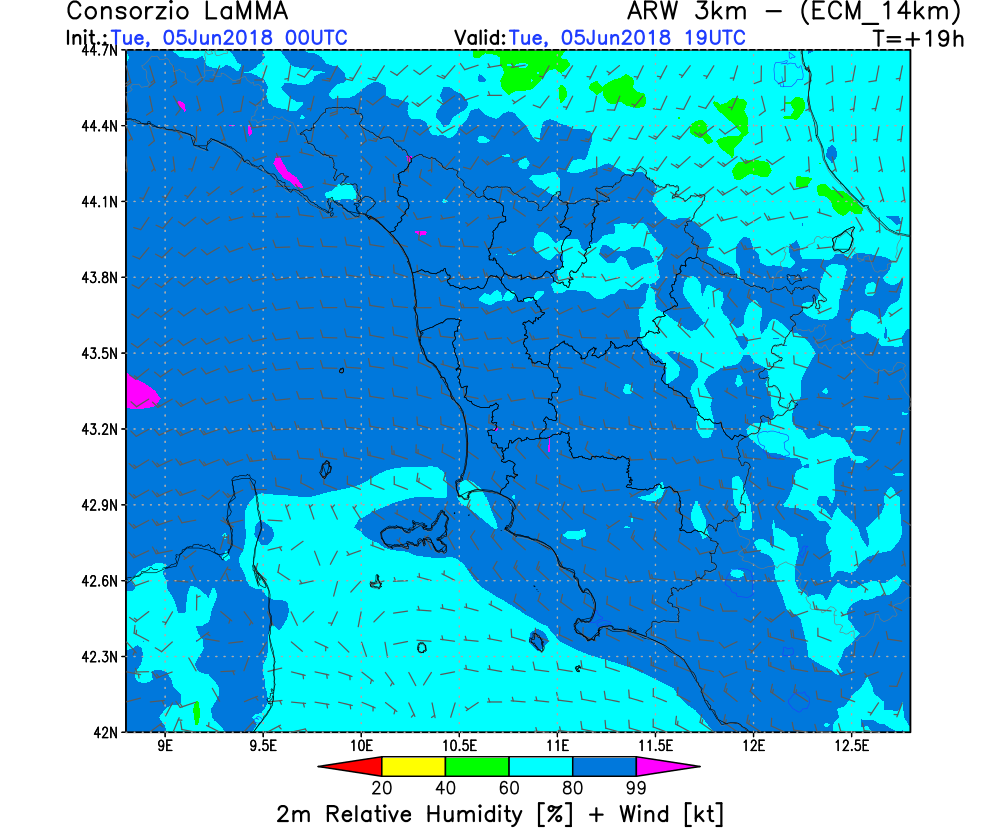 Consorzio LaMMA ARW 3km − (ECM_14km)
Init.:Tue, 05Jun2018 00UTC Valid:Tue, 05Jun2018 19UTC T=+19h
44.7N
44.4N
44.1N
43.8N
43.5N
43.2N
42.9N
42.6N
42.3N
42N
9E 9.5E 10E 10.5E 11E 11.5E 12E 12.5E
20 40 60 80 99
2m Relative Humidity [%] + Wind [kt]